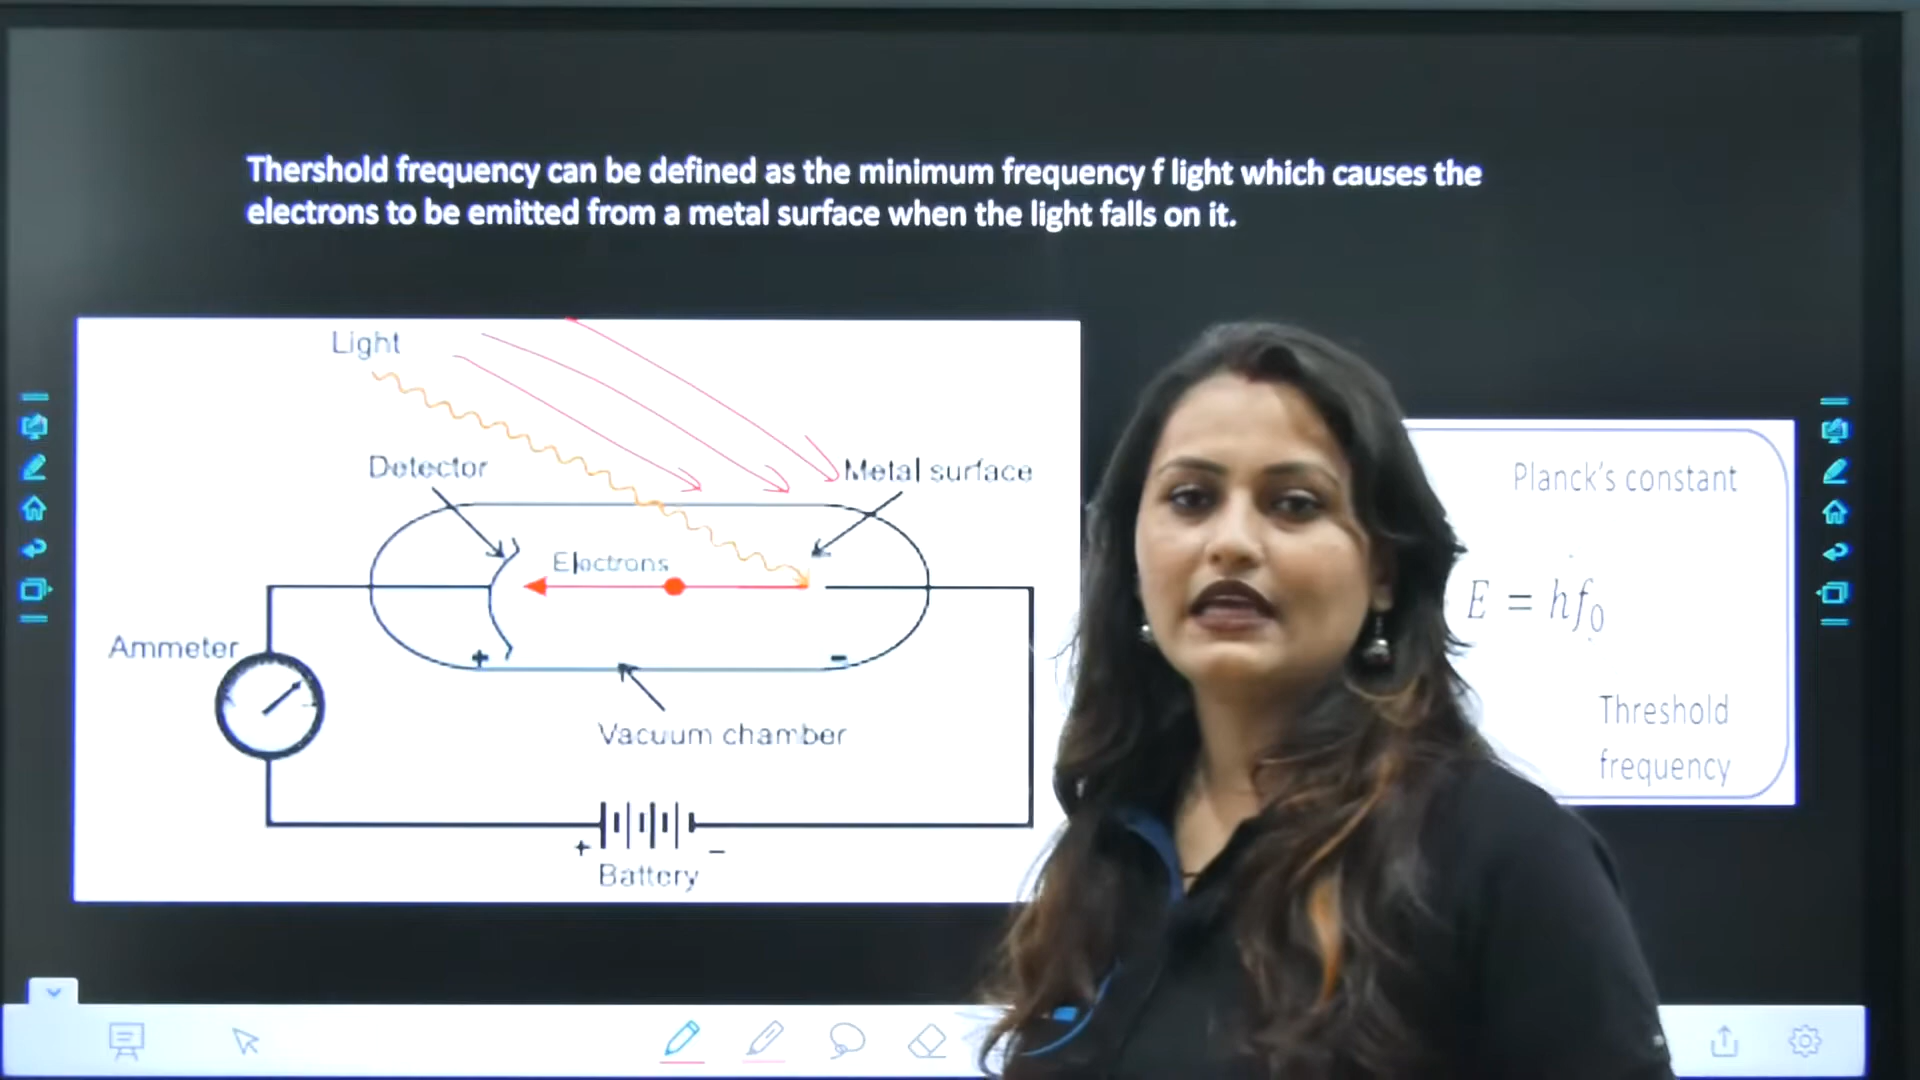 Thershold frequency can be defined as the minimum frequency f light which causes the
electrons to be emitted from a metal surface when the light falls on it.
Light
Detector
Metal surface
Electrons
Ammeter
+
-
Vacuum chamber
+
-
Battery
Planck's constant
E = hf₀
Threshold
frequency